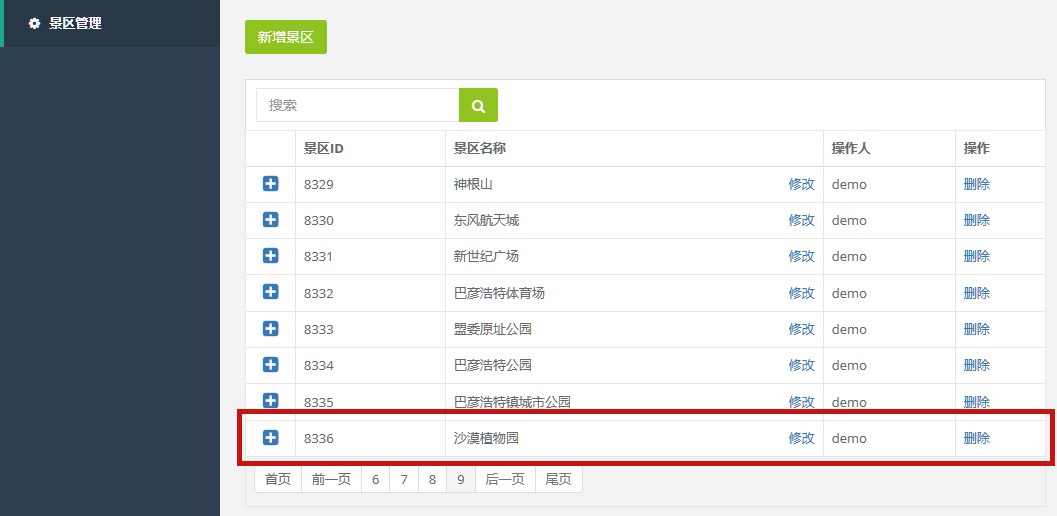 景区管理
新增景区
搜索
景区ID 景区名称 操作人 操作
8329 神根山 修改 demo 删除
8330 东风航天城 修改 demo 删除
8331 新世纪广场 修改 demo 删除
8332 巴彦浩特体育场 修改 demo 删除
8333 盟委原址公园 修改 demo 删除
8334 巴彦浩特公园 修改 demo 删除
8335 巴彦浩特镇城市公园 修改 demo 删除
8336 沙漠植物园 修改 demo 删除
首页 前一页 6 7 8 9 后一页 尾页